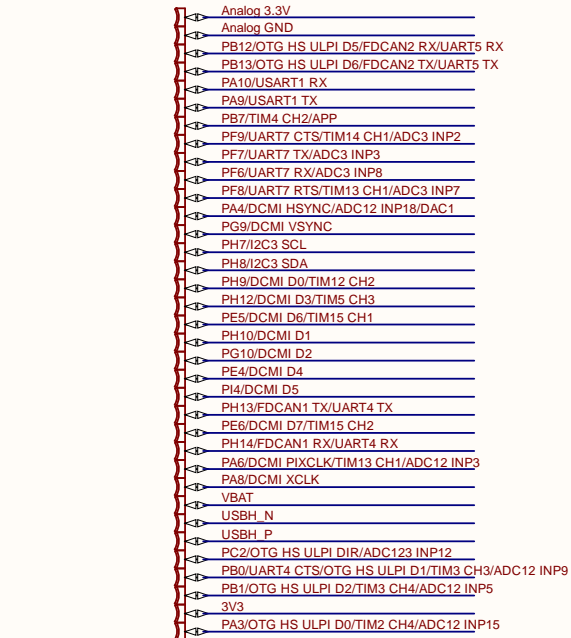 Analog 3.3V
Analog GND
PB12/OTG HS ULPI D5/FDCAN2 RX/UART5 RX
PB13/OTG HS ULPI D6/FDCAN2 TX/UART5 TX
PA10/USART1 RX
PA9/USART1 TX
PB7/TIM4 CH2/APP
PF9/UART7 CTS/TIM14 CH1/ADC3 INP2
PF7/UART7 TX/ADC3 INP3
PF6/UART7 RX/ADC3 INP8
PF8/UART7 RTS/TIM13 CH1/ADC3 INP7
PA4/DCMI HSYNC/ADC12 INP18/DAC1
PG9/DCMI VSYNC
PH7/I2C3 SCL
PH8/I2C3 SDA
PH9/DCMI D0/TIM12 CH2
PH12/DCMI D3/TIM5 CH3
PE5/DCMI D6/TIM15 CH1
PH10/DCMI D1
PG10/DCMI D2
PE4/DCMI D4
PI4/DCMI D5
PH13/FDCAN1 TX/UART4 TX
PE6/DCMI D7/TIM15 CH2
PH14/FDCAN1 RX/UART4 RX
PA6/DCMI PIXCLK/TIM13 CH1/ADC12 INP3
PA8/DCMI XCLK
VBAT
USBH_N
USBH_P
PC2/OTG HS ULPI DIR/ADC123 INP12
PB0/UART4 CTS/OTG HS ULPI D1/TIM3 CH3/ADC12 INP9
PB1/OTG HS ULPI D2/TIM3 CH4/ADC12 INP5
3V3
PA3/OTG HS ULPI D0/TIM2 CH4/ADC12 INP15